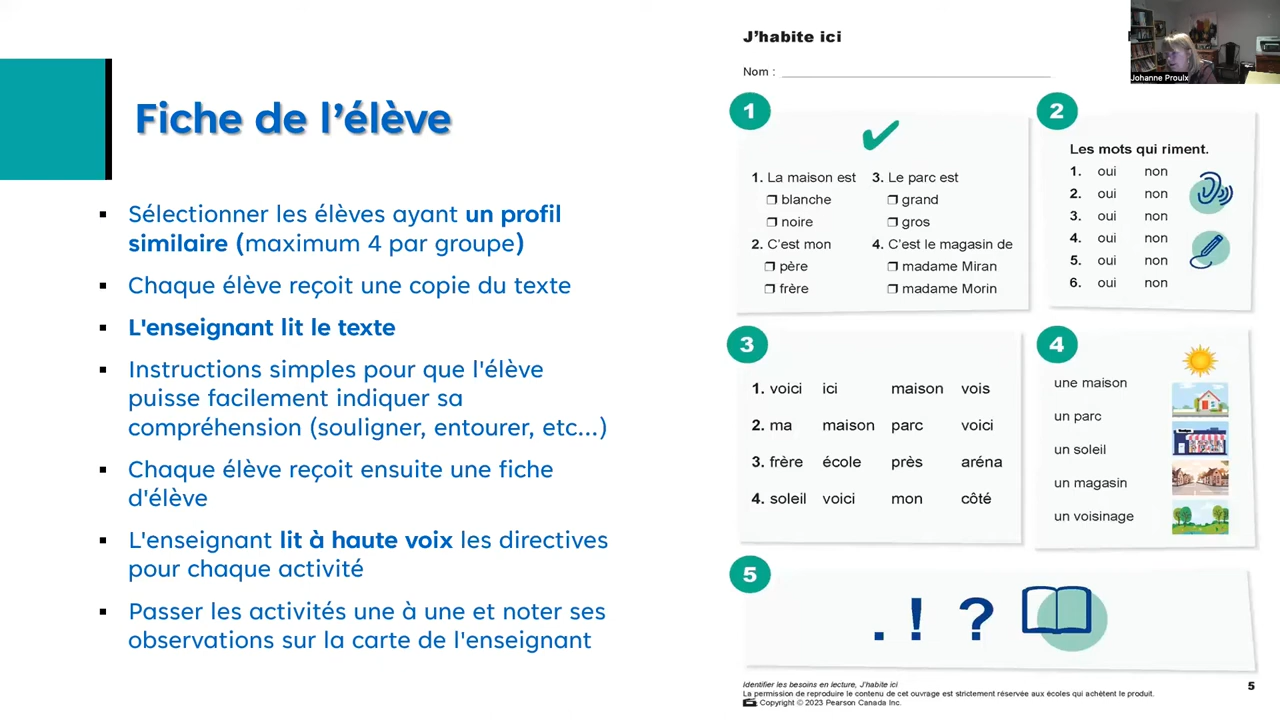 Fiche de l'élève
▪ Sélectionner les élèves ayant un profil
similaire (maximum 4 par groupe)
▪ Chaque élève reçoit une copie du texte
▪ L'enseignant lit le texte
▪ Instructions simples pour que l'élève
puisse facilement indiquer sa
compréhension (souligner, entourer, etc...)
▪ Chaque élève reçoit ensuite une fiche
d'élève
▪ L'enseignant lit à haute voix les directives
pour chaque activité
▪ Passer les activités une à une et noter ses
observations sur la carte de l'enseignant
J'habite ici
Nom :
Johanne Proulx
1
1. La maison est
❒ blanche
❒ noire
2. C'est mon
❒ père
❒ frère
3. Le parc est
❒ grand
❒ gros
4. C'est le magasin de
❒ madame Miran
❒ madame Morin
2
Les mots qui riment.
1. oui non
2. oui non
3. oui non
4. oui non
5. oui non
6. oui non
3
1. voici ici maison vois
2. ma maison parc voici
3. frère école près aréna
4. soleil voici mon côté
4
une maison
un parc
un soleil
un magasin
un voisinage
5
. ! ?
Identifier les besoins en lecture, J'habite ici
La permission de reproduire le contenu de cet ouvrage est strictement réservée aux écoles qui achètent le produit.
Copyright © 2023 Pearson Canada Inc.
5